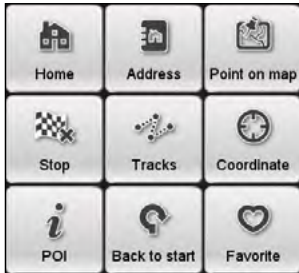 Home Address Point on map
Stop Tracks Coordinate
POI Back to start Favorite